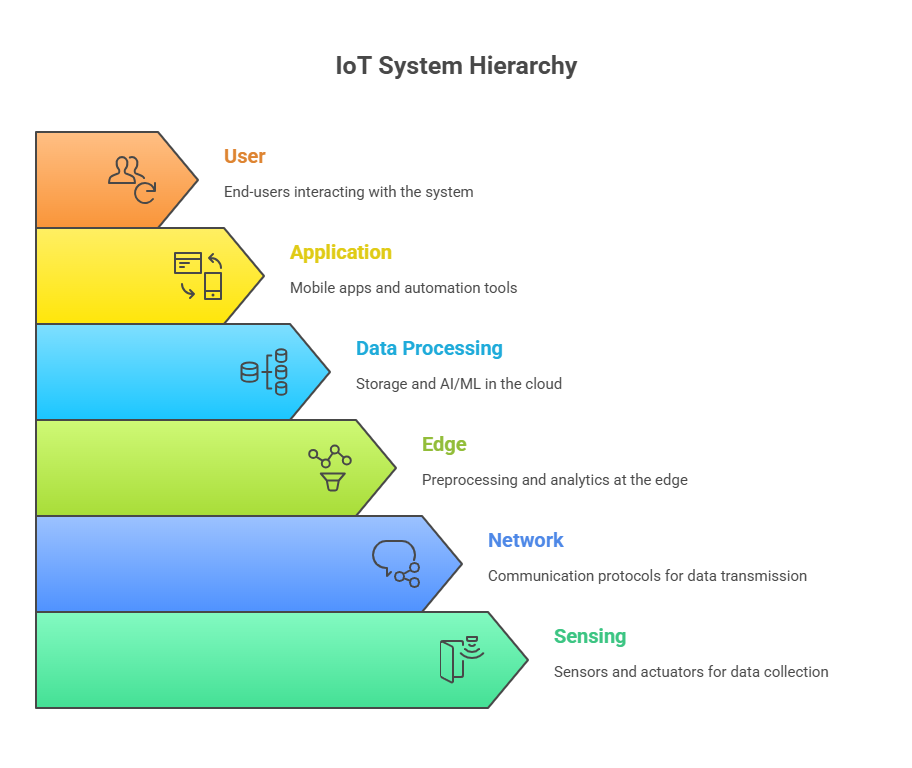 IoT System Hierarchy
User
End-users interacting with the system
Application
Mobile apps and automation tools
Data Processing
Storage and AI/ML in the cloud
Edge
Preprocessing and analytics at the edge
Network
Communication protocols for data transmission
Sensing
Sensors and actuators for data collection